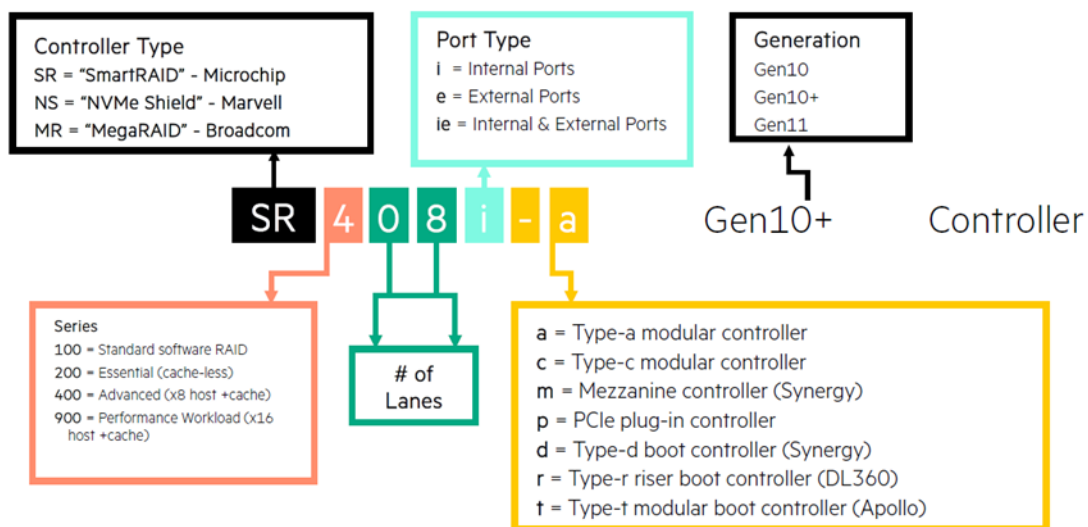 Controller Type
SR = “SmartRAID” - Microchip
NS = “NVMe Shield” - Marvell
MR = “MegaRAID” - Broadcom
Port Type
i = Internal Ports
e = External Ports
ie = Internal & External Ports
Generation
Gen10
Gen10+
Gen11
SR 4 0 8 i - a Gen10+ Controller
Series
100 = Standard software RAID
200 = Essential (cache-less)
400 = Advanced (x8 host +cache)
900 = Performance Workload (x16
host +cache)
# of
Lanes
a = Type-a modular controller
c = Type-c modular controller
m = Mezzanine controller (Synergy)
p = PCIe plug-in controller
d = Type-d boot controller (Synergy)
r = Type-r riser boot controller (DL360)
t = Type-t modular boot controller (Apollo)